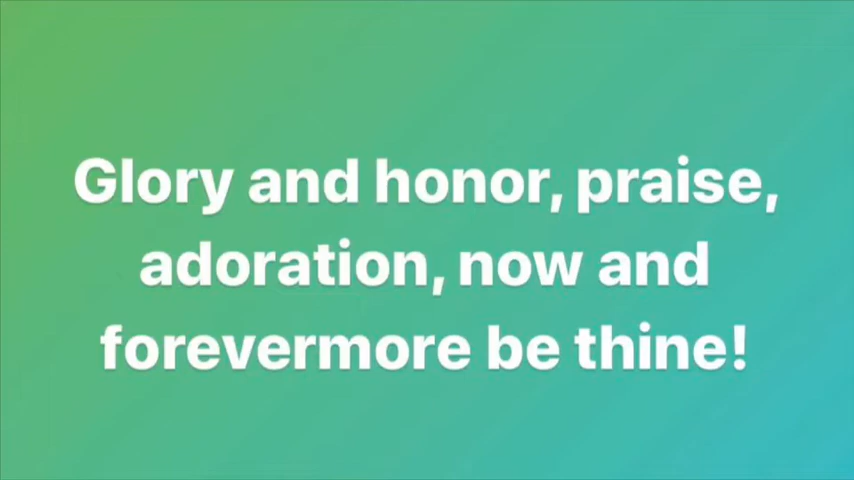 Glory and honor, praise,
adoration, now and
forevermore be thine!